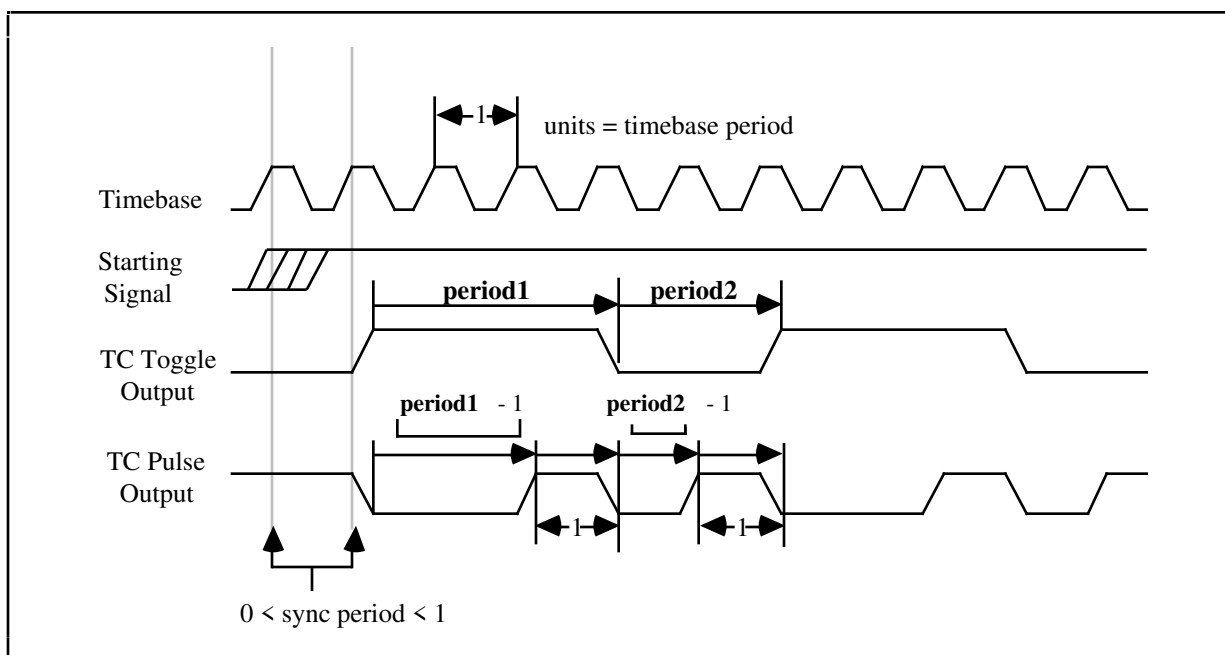 1
units = timebase period
Timebase
Starting
Signal
period1
period2
TC Toggle
Output
period1 - 1
period2 - 1
TC Pulse
Output
1
1
0 < sync period < 1